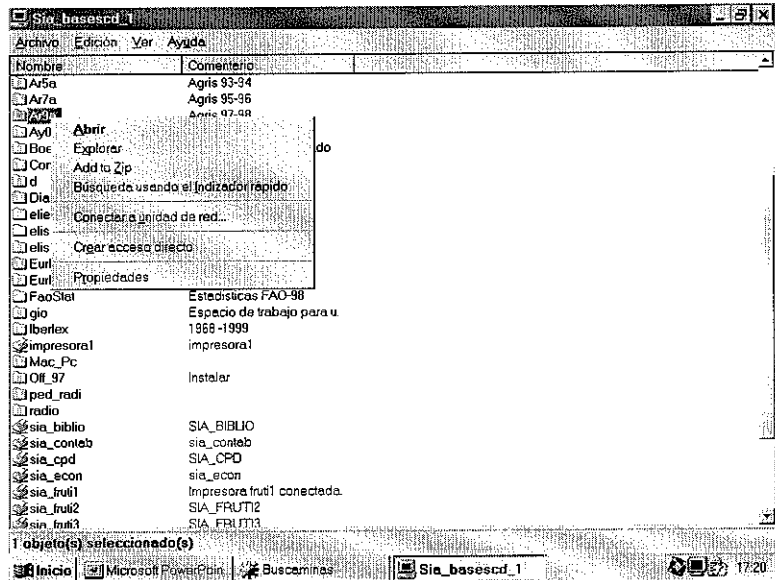 Sia_basescd_1
Archivo Edición Ver Ayuda
Nombre Comentario
Ar5a Agris 93-94
Ar7a Agris 95-96
Agris 97-98
Ay0
Abrir
Boe Explorar do
Cor Add to Zip
d Búsqueda usando el Indizador rápido
Dia
elie Conectar a unidad de red...
elis
elis Crear acceso directo
Eurl
Eurl Propiedades
FaoStat Estadísticas FAO-98
gio Espacio de trabajo para u.
Iberlex 1968-1999
impresora1 impresora1
Mac_Pc
Off_97 Instalar
ped_radi
radio
sia_biblio SIA_BIBLIO
sia_contab sia_contab
sia_cpd SIA_CPD
sia_econ sia_econ
sia_fruti1 Impresora fruti1 conectada.
sia_fruti2 SIA_FRUTI2
sia_fruti3 SIA_FRUTI3
1 objeto(s) seleccionado(s)
Inicio Microsoft PowerPoin Buscaminas Sia_basescd_1 17:20